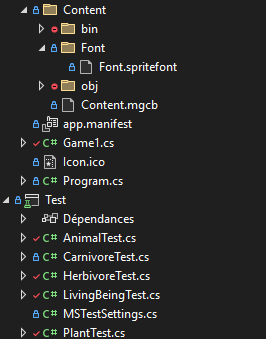 Content
bin
Font
Font.spritefont
obj
Content.mgcb
app.manifest
C# Game1.cs
Icon.ico
C# Program.cs
Test
Dépendances
C# AnimalTest.cs
C# CarnivoreTest.cs
C# HerbivoreTest.cs
C# LivingBeingTest.cs
C# MSTestSettings.cs
C# PlantTest.cs